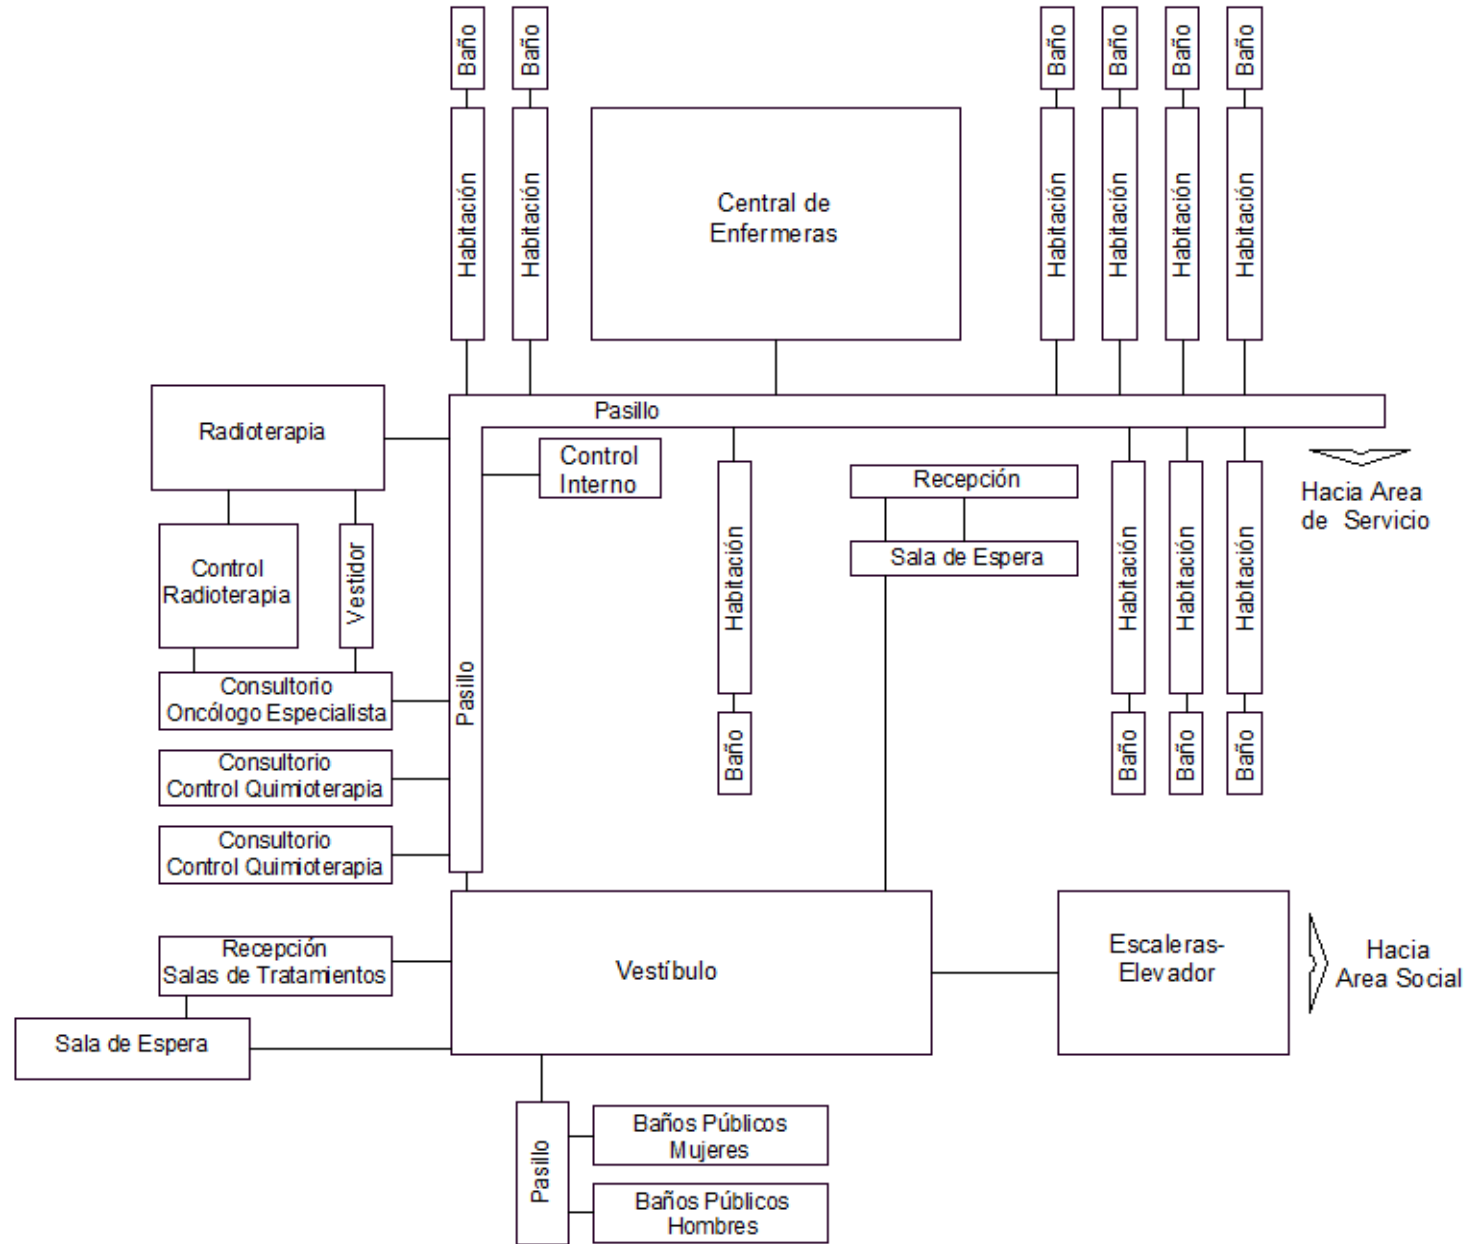 Baño
Baño
Baño
Baño
Baño
Baño
Habitación
Habitación
Central de
Enfermeras
Habitación
Habitación
Habitación
Habitación
Pasillo
Radioterapia
Control
Interno
Recepción
Hacia Area
de Servicio
Habitación
Sala de Espera
Habitación
Habitación
Habitación
Control
Radioterapia
Vestidor
Pasillo
Consultorio
Oncólogo Especialista
Baño
Baño
Baño
Baño
Consultorio
Control Quimioterapia
Consultorio
Control Quimioterapia
Recepción
Salas de Tratamientos
Vestíbulo
Escaleras-
Elevador
Hacia
Area Social
Sala de Espera
Pasillo
Baños Públicos
Mujeres
Baños Públicos
Hombres